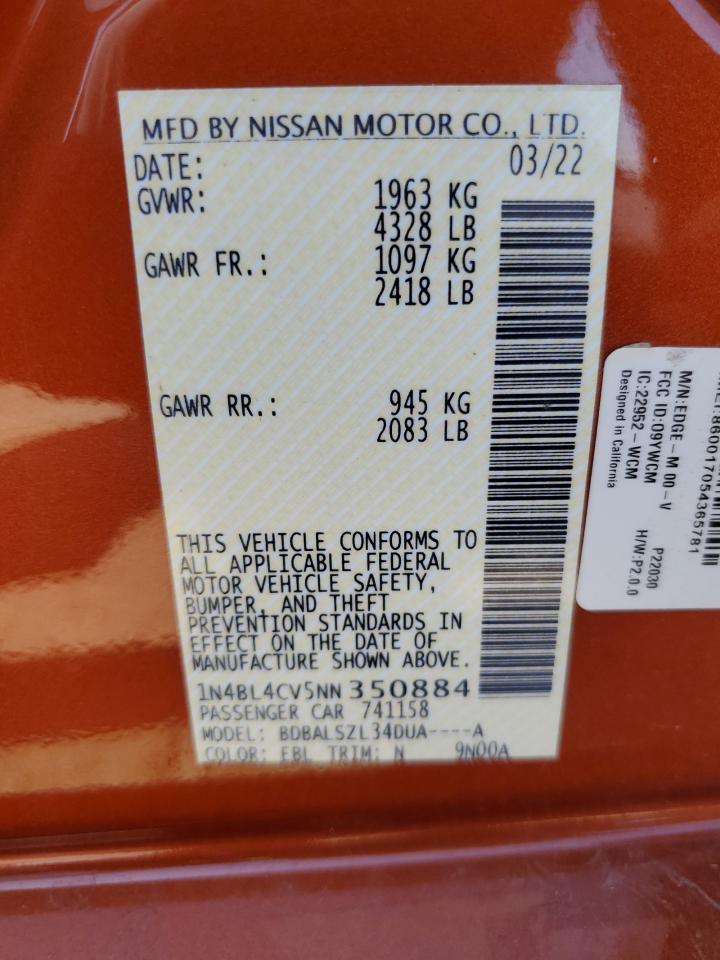 MFD BY NISSAN MOTOR CO., LTD.
DATE: 03/22
GVWR: 1963 KG
4328 LB
GAWR FR.: 1097 KG
2418 LB
GAWR RR.: 945 KG
2083 LB
THIS VEHICLE CONFORMS TO
ALL APPLICABLE FEDERAL
MOTOR VEHICLE SAFETY,
BUMPER, AND THEFT
PREVENTION STANDARDS IN
EFFECT ON THE DATE OF
MANUFACTURE SHOWN ABOVE.
1N4BL4CV5NN350884
PASSENGER CAR 741158
MODEL: BDBALSZL34DUA----A
COLOR: EBL TRIM: N 9N00A
860017054365781
M/N:EDGE-M 00-V P22030
FCC ID:O9YWCM H/W:P2.0.0
IC:22952-WCM
Designed in California